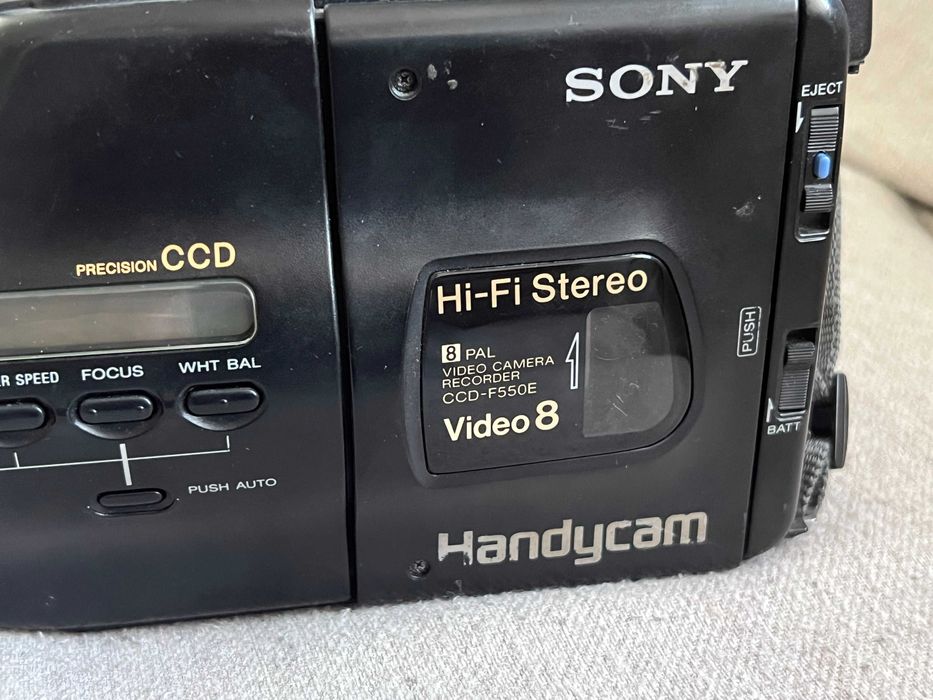 SONY
EJECT
PRECISION CCD
R SPEED
FOCUS
WHT BAL
PUSH AUTO
Hi-Fi Stereo
8 PAL
VIDEO CAMERA
RECORDER
CCD-F550E
Video 8
PUSH
BATT
Handycam